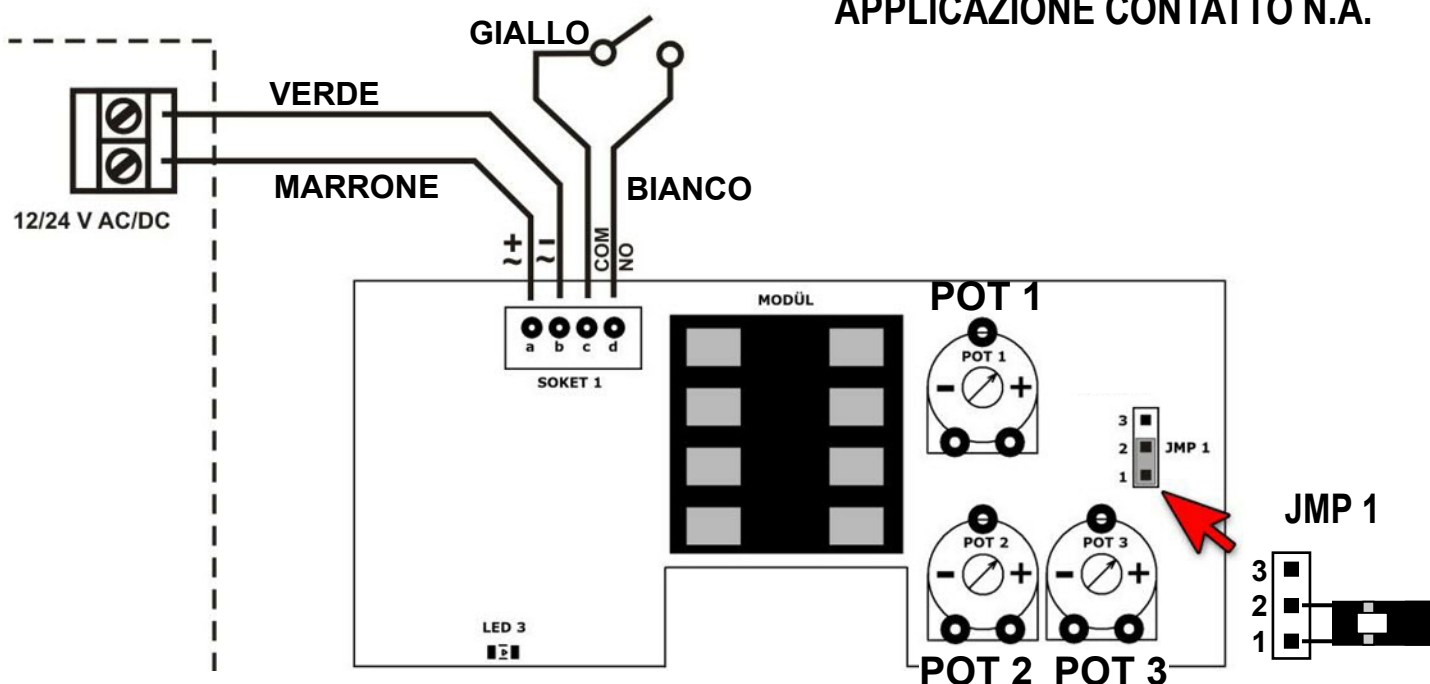 APPLICAZIONE CONTATTO N.A.
GIALLO
VERDE
MARRONE
BIANCO
12/24 V AC/DC
+
~
−
~
COM
NO
a b c d
SOKET 1
MODÜL
POT 1
POT 1
- +
3
2 JMP 1
1
POT 2
- +
POT 3
- +
LED 3
POT 2 POT 3
JMP 1
3
2
1